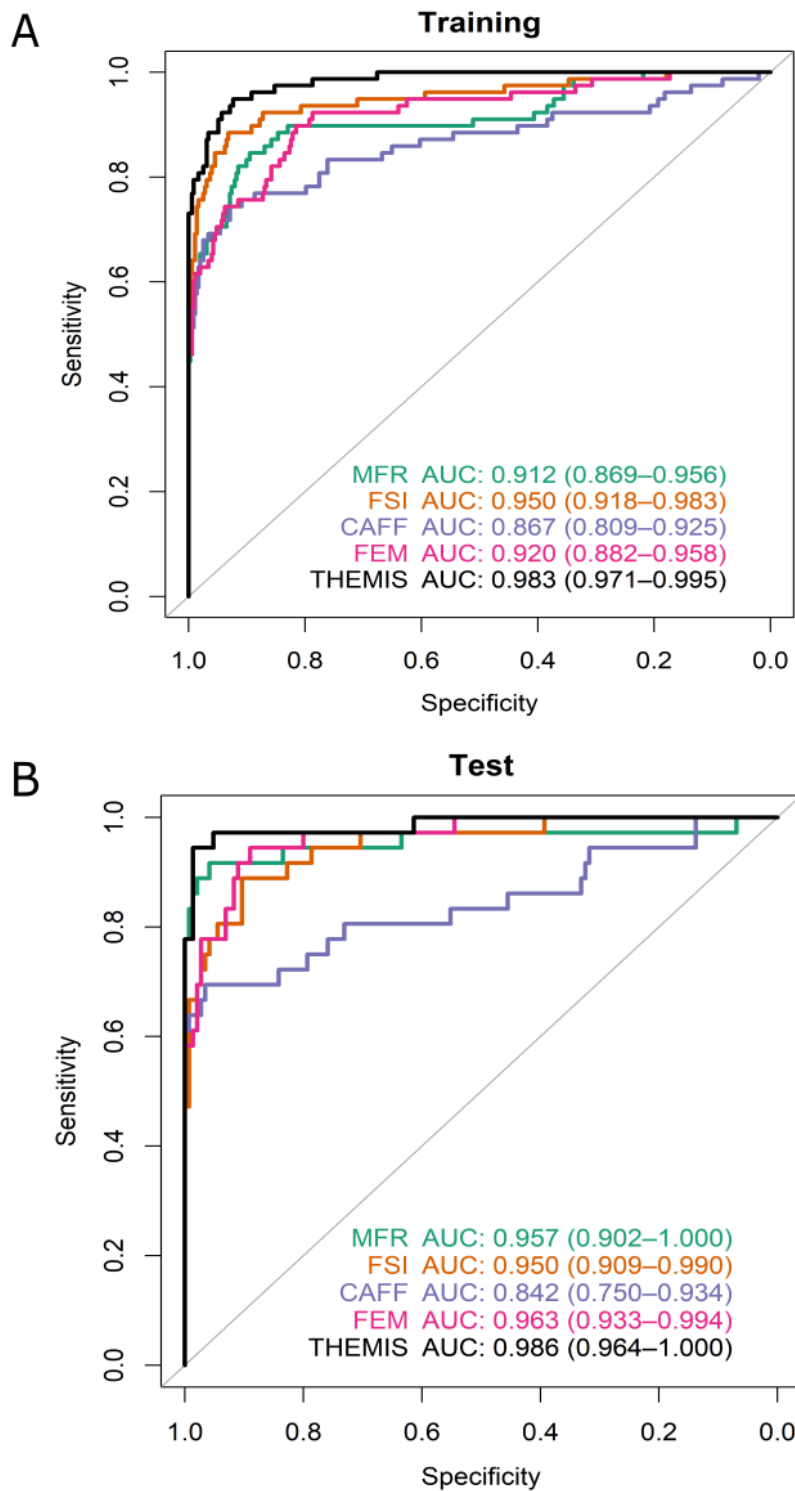 A
Training
1.0
0.8
0.6
0.4
0.2
0.0
Sensitivity
MFR AUC: 0.912 (0.869–0.956)
FSI AUC: 0.950 (0.918–0.983)
CAFF AUC: 0.867 (0.809–0.925)
FEM AUC: 0.920 (0.882–0.958)
THEMIS AUC: 0.983 (0.971–0.995)
1.0 0.8 0.6 0.4 0.2 0.0
Specificity
B
Test
1.0
0.8
0.6
0.4
0.2
0.0
Sensitivity
MFR AUC: 0.957 (0.902–1.000)
FSI AUC: 0.950 (0.909–0.990)
CAFF AUC: 0.842 (0.750–0.934)
FEM AUC: 0.963 (0.933–0.994)
THEMIS AUC: 0.986 (0.964–1.000)
1.0 0.8 0.6 0.4 0.2 0.0
Specificity